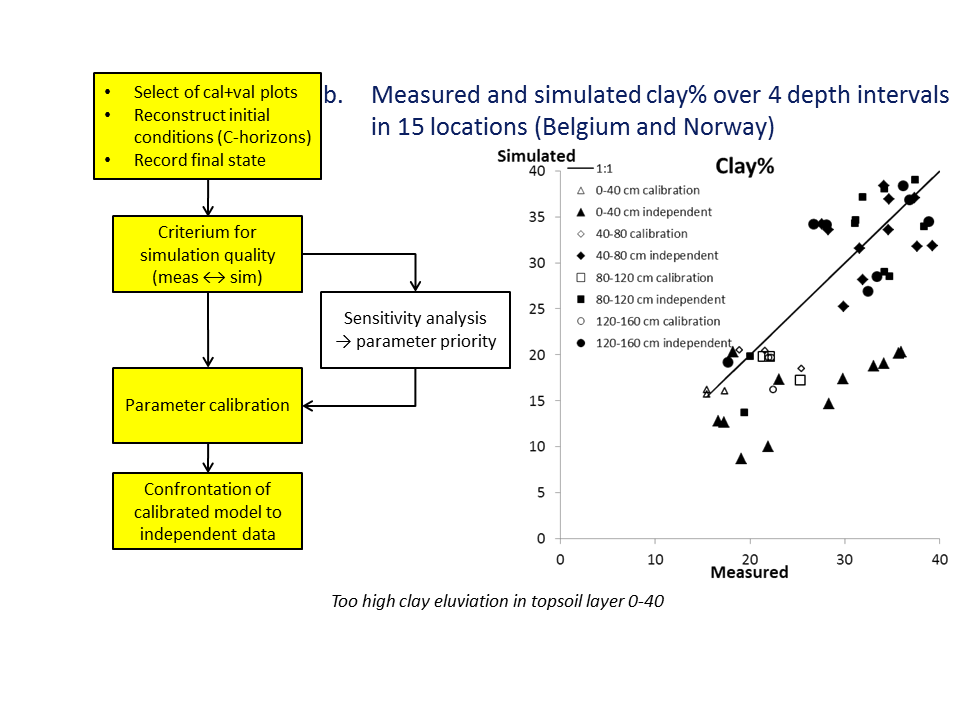 • Select of cal+val plots
• Reconstruct initial
conditions (C-horizons)
• Record final state
b. Measured and simulated clay% over 4 depth intervals
in 15 locations (Belgium and Norway)
Criterium for
simulation quality
(meas ↔ sim)
Sensitivity analysis
→ parameter priority
Parameter calibration
Confrontation of
calibrated model to
independent data
Simulated
Clay%
1:1
0-40 cm calibration
0-40 cm independent
40-80 calibration
40-80 cm independent
80-120 cm calibration
80-120 cm independent
120-160 cm calibration
120-160 cm independent
40
35
30
25
20
15
10
5
0
0 10 20 30 40
Measured
Too high clay eluviation in topsoil layer 0-40